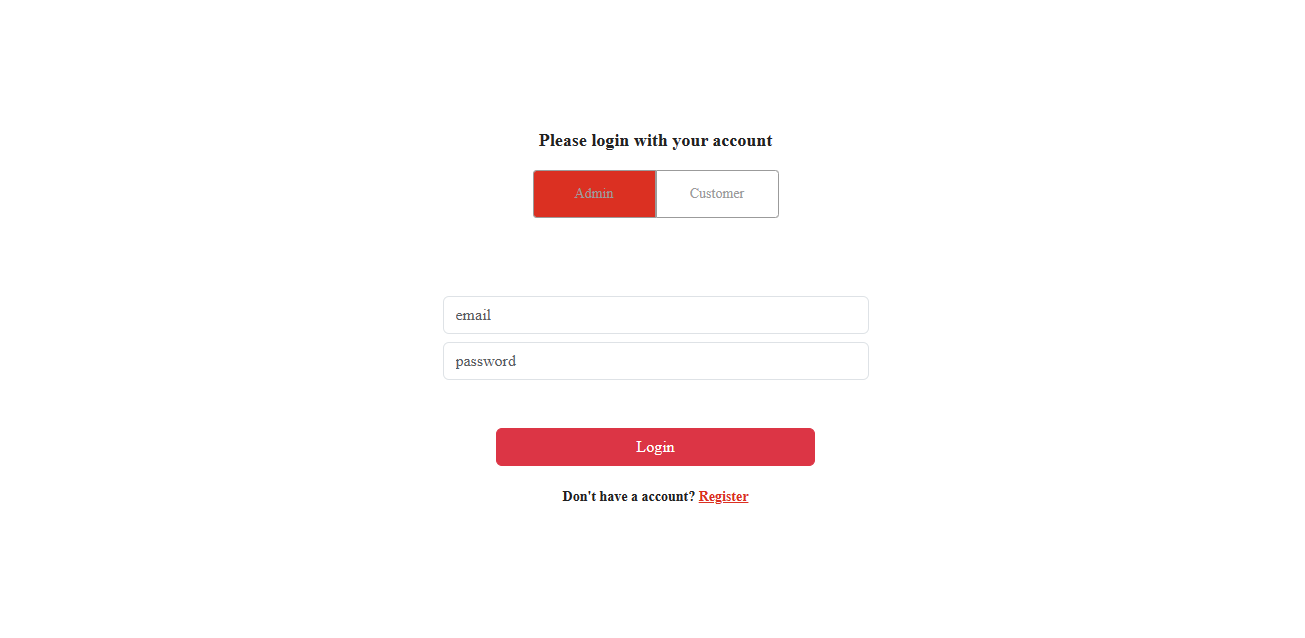 Please login with your account
Admin Customer
email
password
Login
Don't have a account? Register